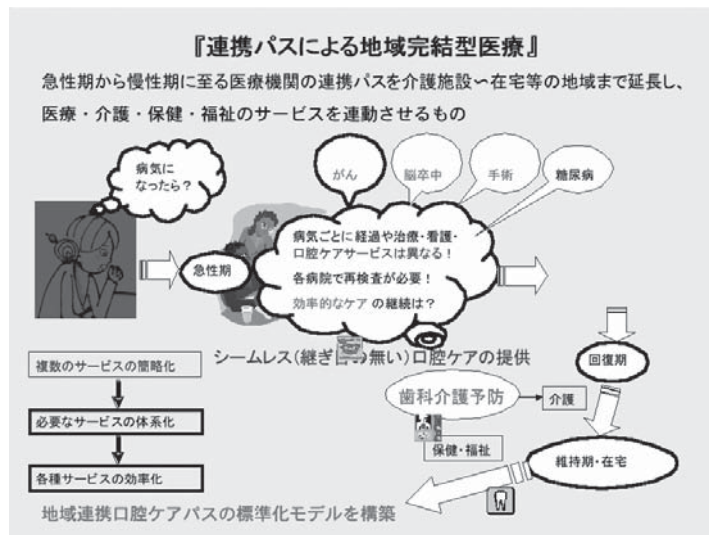 『連携パスによる地域完結型医療』
急性期から慢性期に至る医療機関の連携パスを介護施設～在宅等の地域まで延長し、
医療・介護・保健・福祉のサービスを連動させるもの
病気に
なったら？
がん
脳卒中
手術
糖尿病
急性期
病気ごとに経過や治療・看護・
口腔ケアサービスは異なる！
各病院で再検査が必要！
効率的なケアの継続は？
シームレス(継ぎ目の無い)口腔ケアの提供
回復期
複数のサービスの簡略化
必要なサービスの体系化
各種サービスの効率化
歯科介護予防
介護
保健・福祉
維持期・在宅
地域連携口腔ケアパスの標準化モデルを構築